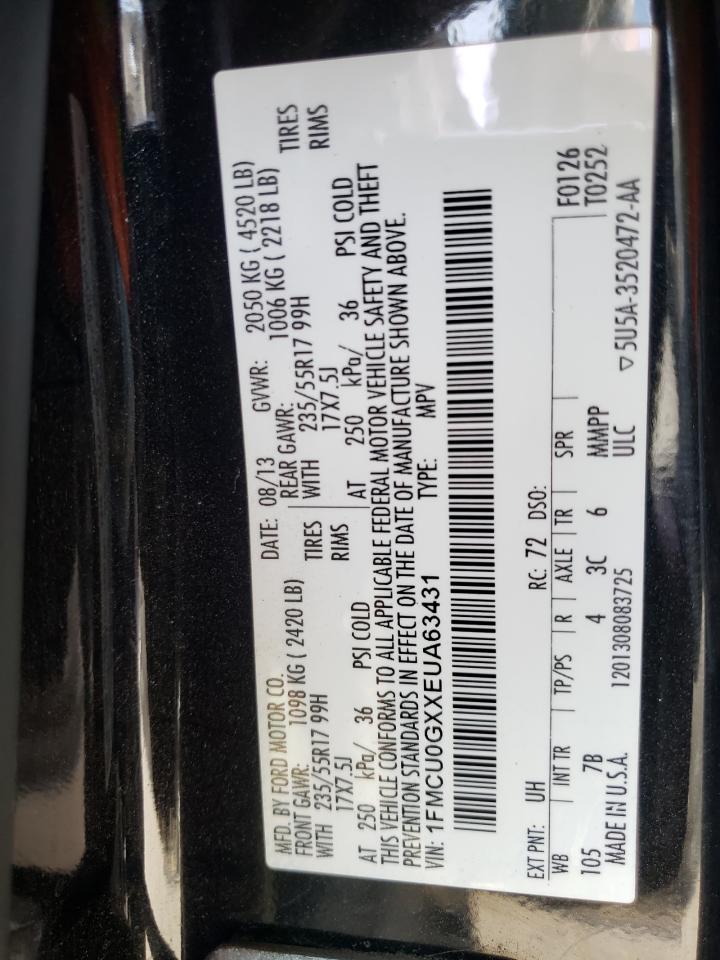 MFD. BY FORD MOTOR CO.
DATE: 08/13 GVWR: 2050 KG ( 4520 LB)
FRONT GAWR: 1098 KG ( 2420 LB) REAR GAWR: 1006 KG ( 2218 LB)
WITH 235/55R17 99H TIRES WITH 235/55R17 99H TIRES
17X7.5J RIMS 17X7.5J RIMS
AT 250 kPa/ 36 PSI COLD AT 250 kPa/ 36 PSI COLD
THIS VEHICLE CONFORMS TO ALL APPLICABLE FEDERAL MOTOR VEHICLE SAFETY AND THEFT
PREVENTION STANDARDS IN EFFECT ON THE DATE OF MANUFACTURE SHOWN ABOVE.
VIN: 1FMCU0GXXEUA63431 TYPE: MPV
EXT PNT: UH RC: 72 DSO: F0126
WB INT TR TP/PS R AXLE TR SPR T0252
105 7B 4 3C 6 MMPP
MADE IN U.S.A. 1201308083725 ULC ▽5U5A-3520472-AA